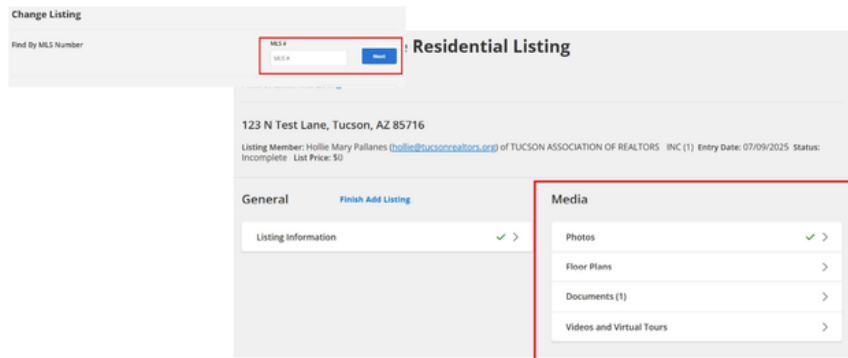 Change Listing
Find By MLS Number
MLS #
MLS #
Next
Residential Listing
123 N Test Lane, Tucson, AZ 85716
Listing Member: Hollie Mary Pallanes (hollie@tucsonrealtors.org) of TUCSON ASSOCIATION OF REALTORS INC (1) Entry Date: 07/09/2025 Status:
Incomplete List Price: $0
General
Finish Add Listing
Listing Information
Media
Photos
Floor Plans
Documents (1)
Videos and Virtual Tours